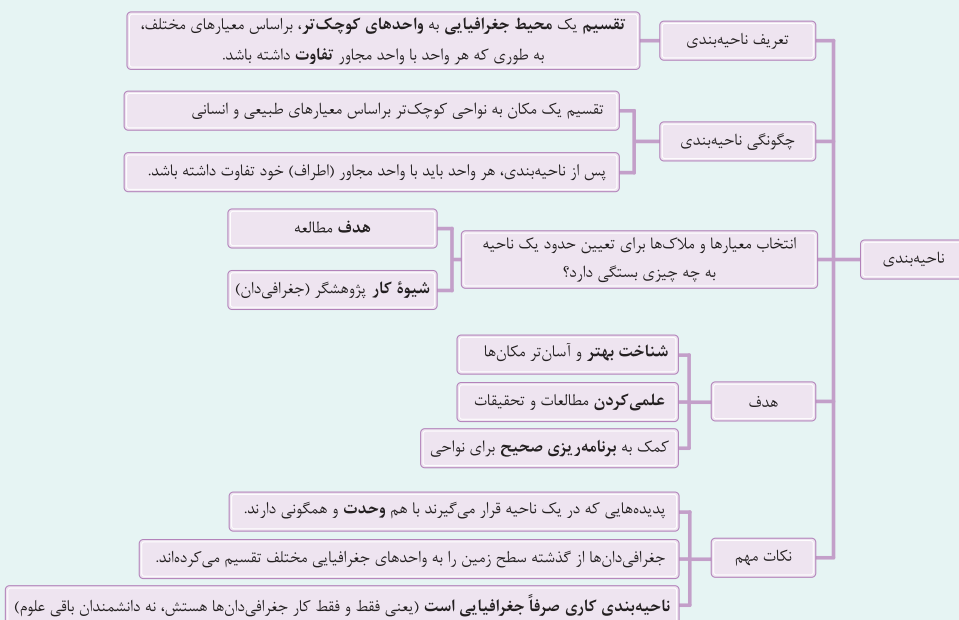 ناحیه‌بندی
تعریف ناحیه‌بندی
تقسیم یک محیط جغرافیایی به واحدهای کوچک‌تر، براساس معیارهای مختلف،
به طوری که هر واحد با واحد مجاور تفاوت داشته باشد.
چگونگی ناحیه‌بندی
تقسیم یک مکان به نواحی کوچک‌تر براساس معیارهای طبیعی و انسانی
پس از ناحیه‌بندی، هر واحد باید با واحد مجاور (اطراف) خود تفاوت داشته باشد.
انتخاب معیارها و ملاک‌ها برای تعیین حدود یک ناحیه
به چه چیزی بستگی دارد؟
هدف مطالعه
شیوهٔ کار پژوهشگر (جغرافی‌دان)
هدف
شناخت بهتر و آسان‌تر مکان‌ها
علمی‌کردن مطالعات و تحقیقات
کمک به برنامه‌ریزی صحیح برای نواحی
نکات مهم
پدیده‌هایی که در یک ناحیه قرار می‌گیرند با هم وحدت و همگونی دارند.
جغرافی‌دان‌ها از گذشته سطح زمین را به واحدهای جغرافیایی مختلف تقسیم می‌کرده‌اند.
ناحیه‌بندی کاری صرفاً جغرافیایی است (یعنی فقط و فقط کار جغرافی‌دان‌ها هستش، نه دانشمندان باقی علوم)